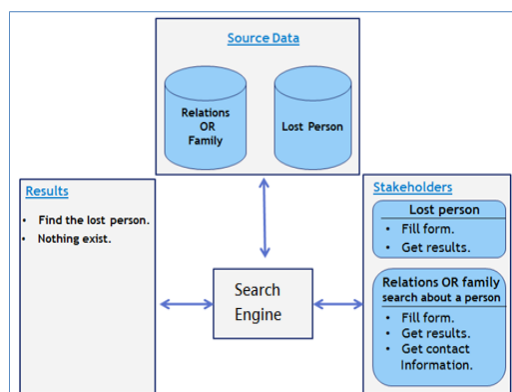 Source Data
Relations
OR
Family
Lost Person
Results
• Find the lost person.
• Nothing exist.
Search
Engine
Stakeholders
Lost person
• Fill form.
• Get results.
Relations OR family
search about a person
• Fill form.
• Get results.
• Get contact
Information.